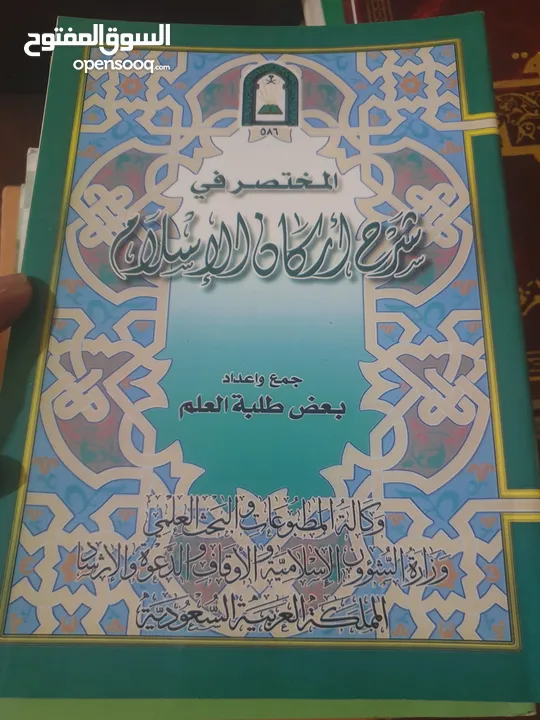 السوق المفتوح
opensooq.com
٥٨٦
المختصر في
شرح أركان الإسلام
جمع وإعداد
بعض طلبة العلم
وكالة المطبوعات والبحث العلمي
وزارة الشؤون الإسلامية والأوقاف والدعوة والإرشاد
المملكة العربية السعودية